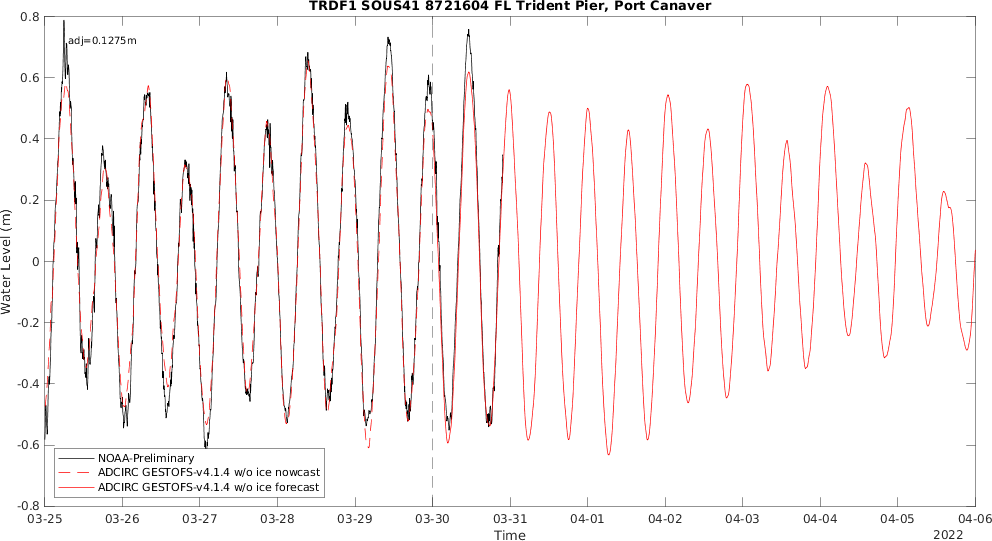 TRDF1 SOUS41 8721604 FL Trident Pier, Port Canaver
adj=0.1275m
0.8
0.6
0.4
0.2
0
-0.2
-0.4
-0.6
-0.8
Water Level (m)
NOAA-Preliminary
ADCIRC GESTOFS-v4.1.4 w/o ice nowcast
ADCIRC GESTOFS-v4.1.4 w/o ice forecast
03-25 03-26 03-27 03-28 03-29 03-30 03-31 04-01 04-02 04-03 04-04 04-05 04-06
Time
2022